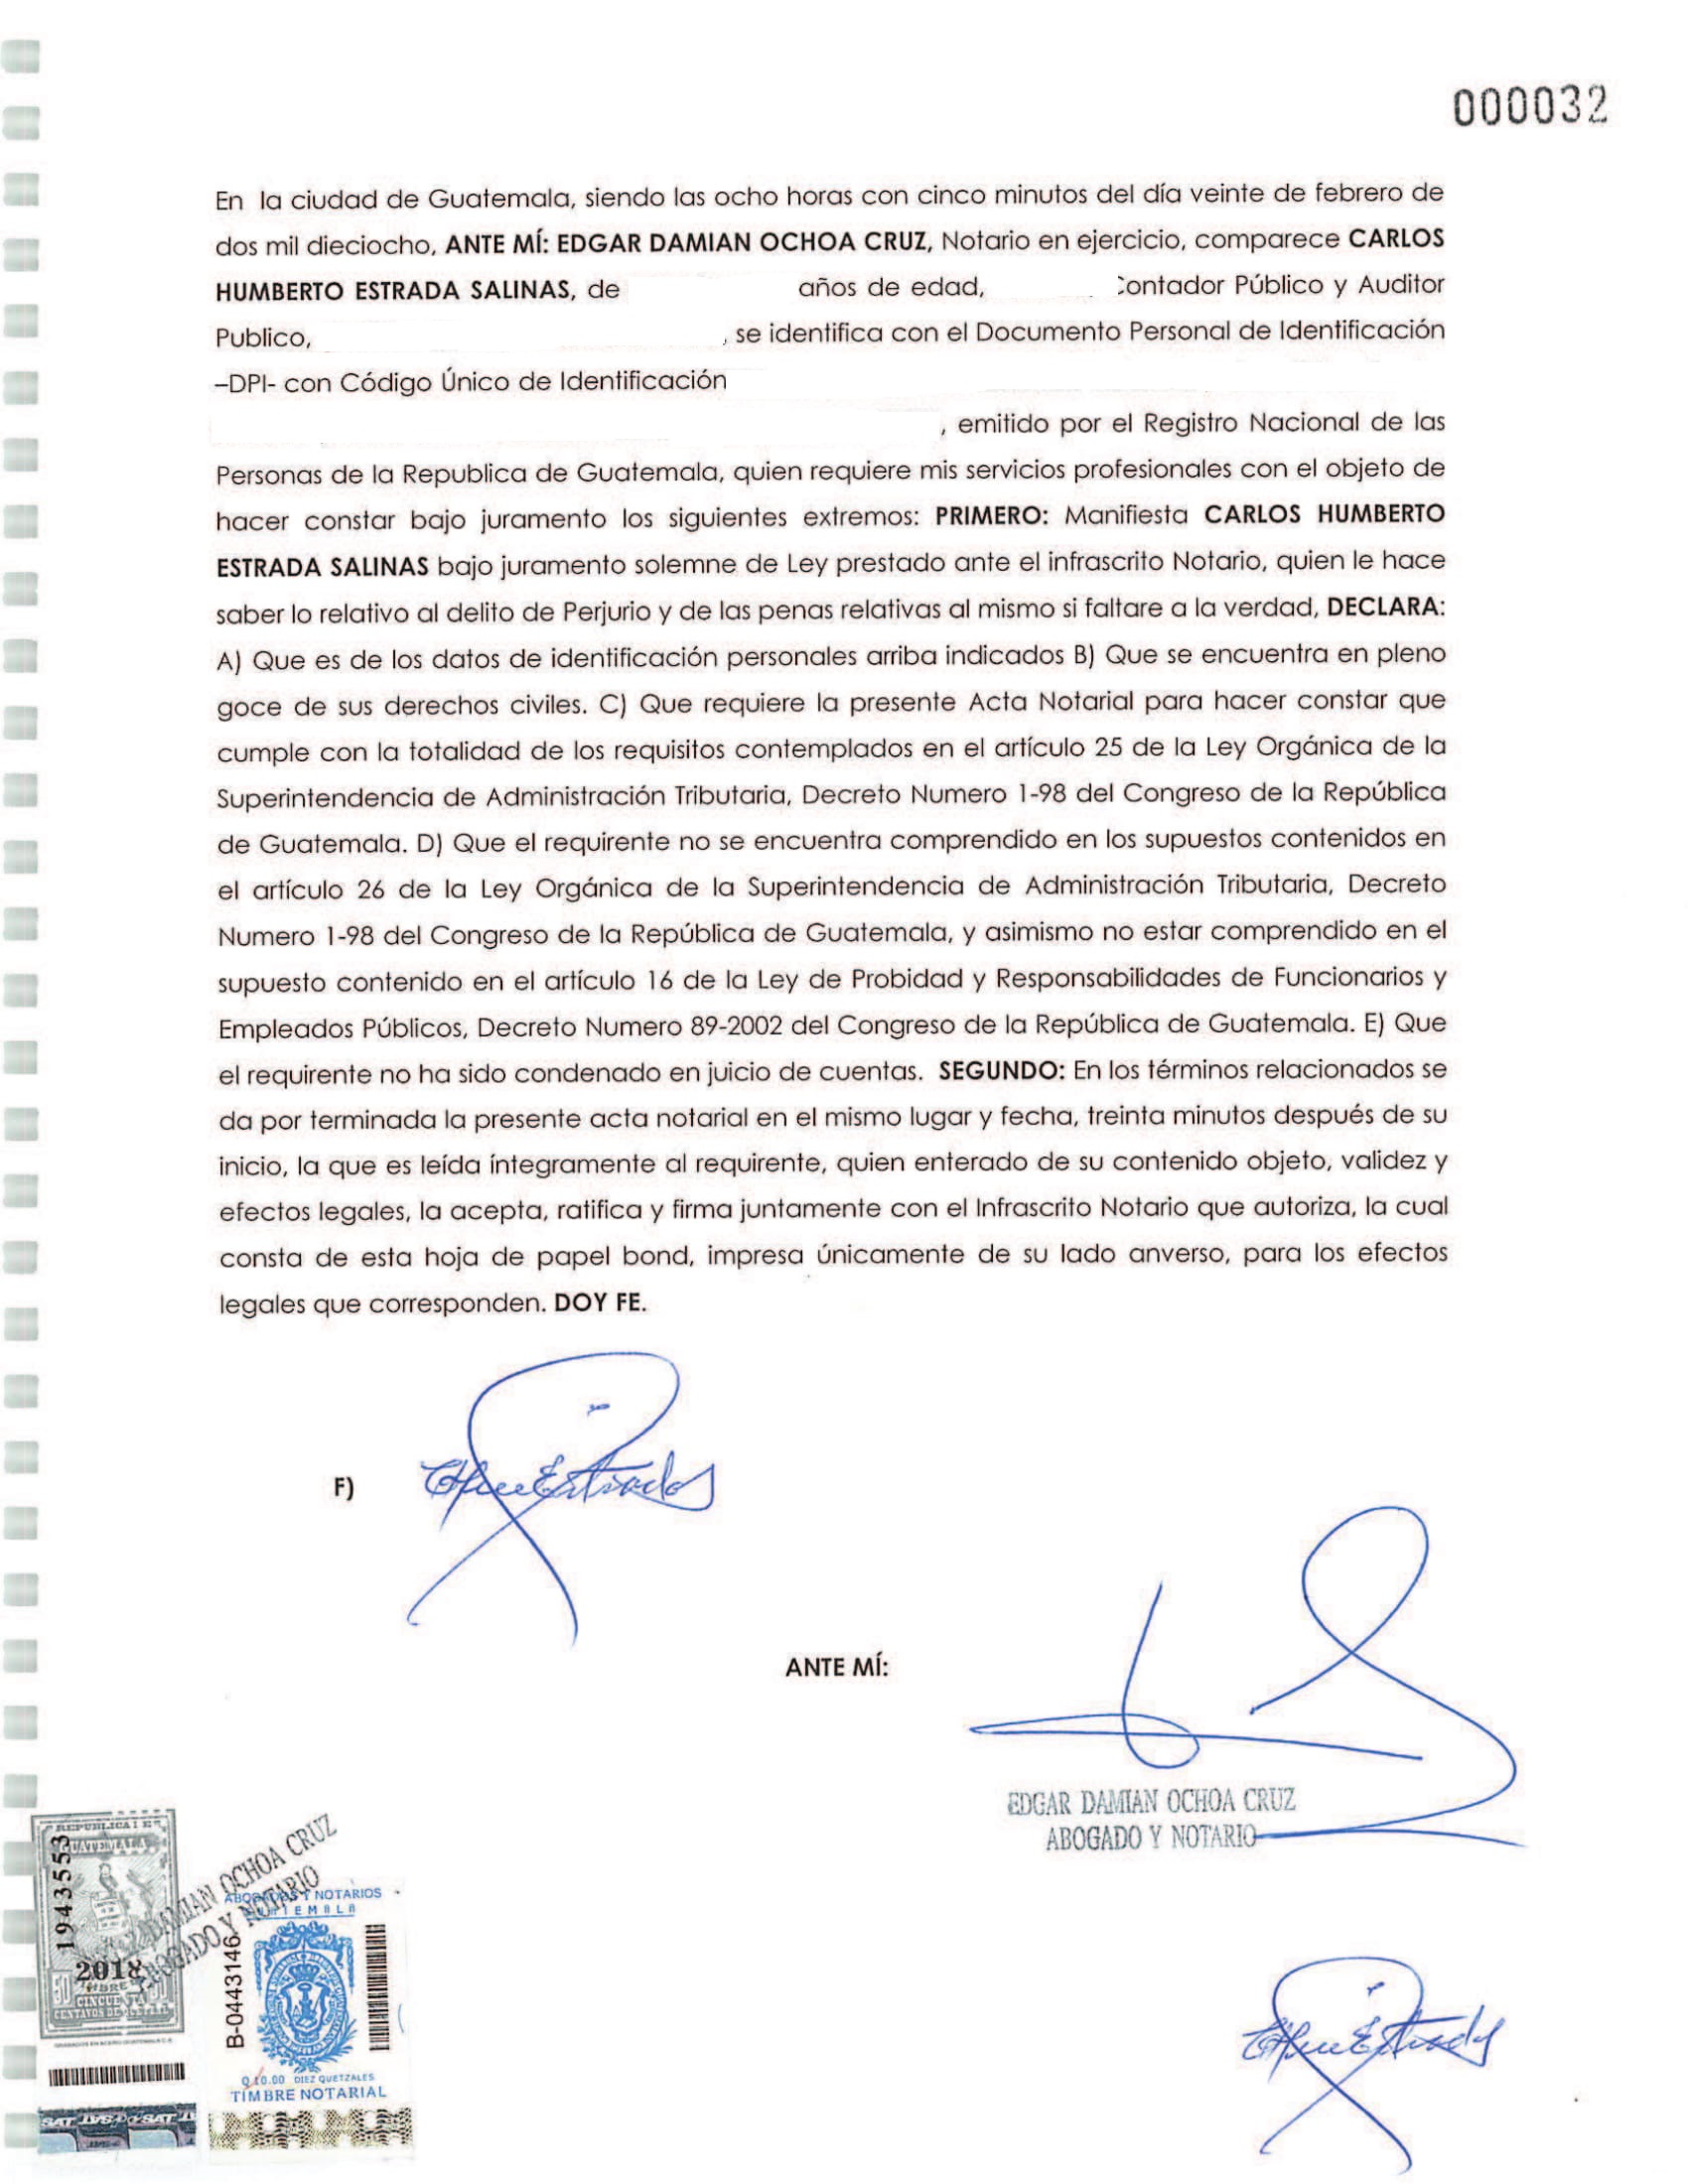 000032
En la ciudad de Guatemala, siendo las ocho horas con cinco minutos del día veinte de febrero de
dos mil dieciocho, ANTE MÍ: EDGAR DAMIAN OCHOA CRUZ, Notario en ejercicio, comparece CARLOS
HUMBERTO ESTRADA SALINAS, de años de edad, Contador Público y Auditor
Publico, , se identifica con el Documento Personal de Identificación
–DPI- con Código Único de Identificación
, emitido por el Registro Nacional de las
Personas de la Republica de Guatemala, quien requiere mis servicios profesionales con el objeto de
hacer constar bajo juramento los siguientes extremos: PRIMERO: Manifiesta CARLOS HUMBERTO
ESTRADA SALINAS bajo juramento solemne de Ley prestado ante el infrascrito Notario, quien le hace
saber lo relativo al delito de Perjurio y de las penas relativas al mismo si faltare a la verdad, DECLARA:
A) Que es de los datos de identificación personales arriba indicados B) Que se encuentra en pleno
goce de sus derechos civiles. C) Que requiere la presente Acta Notarial para hacer constar que
cumple con la totalidad de los requisitos contemplados en el artículo 25 de la Ley Orgánica de la
Superintendencia de Administración Tributaria, Decreto Numero 1-98 del Congreso de la República
de Guatemala. D) Que el requirente no se encuentra comprendido en los supuestos contenidos en
el artículo 26 de la Ley Orgánica de la Superintendencia de Administración Tributaria, Decreto
Numero 1-98 del Congreso de la República de Guatemala, y asimismo no estar comprendido en el
supuesto contenido en el artículo 16 de la Ley de Probidad y Responsabilidades de Funcionarios y
Empleados Públicos, Decreto Numero 89-2002 del Congreso de la República de Guatemala. E) Que
el requirente no ha sido condenado en juicio de cuentas. SEGUNDO: En los términos relacionados se
da por terminada la presente acta notarial en el mismo lugar y fecha, treinta minutos después de su
inicio, la que es leída íntegramente al requirente, quien enterado de su contenido objeto, validez y
efectos legales, la acepta, ratifica y firma juntamente con el Infrascrito Notario que autoriza, la cual
consta de esta hoja de papel bond, impresa únicamente de su lado anverso, para los efectos
legales que corresponden. DOY FE.
F)
ANTE MÍ:
EDGAR DAMIAN OCHOA CRUZ
ABOGADO Y NOTARIO
1943553
2018
DAMIAN OCHOA CRUZ
ABOGADO Y NOTARIO
ABOGADOS Y NOTARIOS
GUATEMALA
B-0443146
Q 10.00 DIEZ QUETZALES
TIMBRE NOTARIAL
SAT